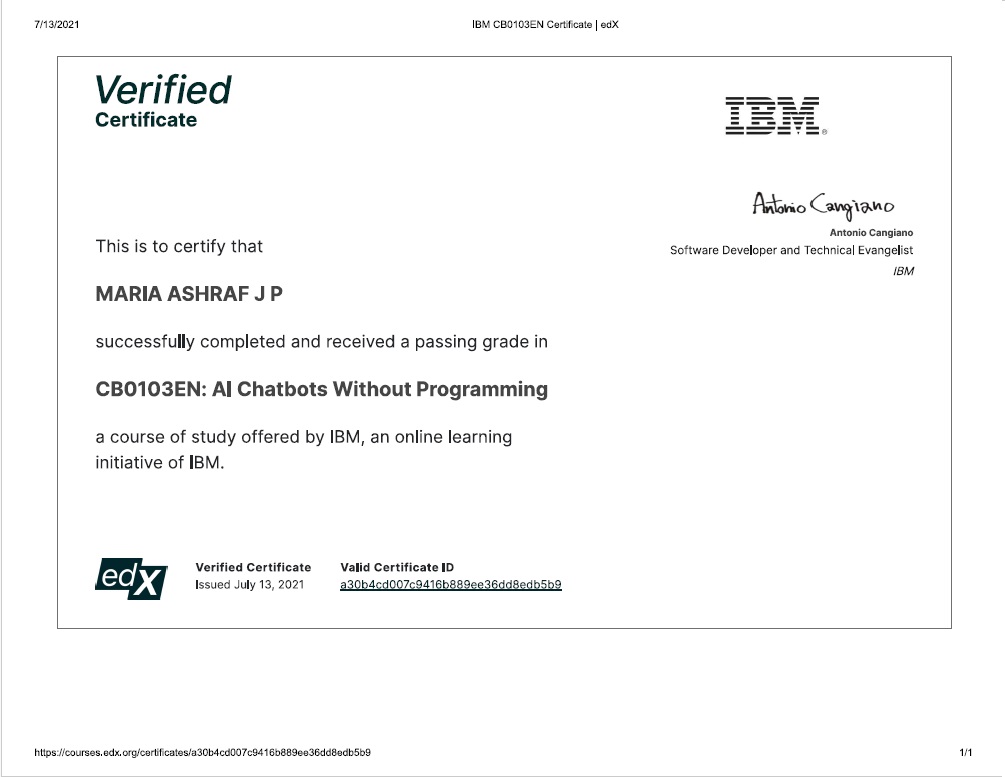 7/13/2021 IBM CB0103EN Certificate | edX
Verified
Certificate
IBM®
Antonio Cangiano
Antonio Cangiano
Software Developer and Technical Evangelist
IBM
This is to certify that
MARIA ASHRAF J P
successfully completed and received a passing grade in
CB0103EN: AI Chatbots Without Programming
a course of study offered by IBM, an online learning
initiative of IBM.
edX
Verified Certificate
Issued July 13, 2021
Valid Certificate ID
a30b4cd007c9416b889ee36dd8edb5b9
https://courses.edx.org/certificates/a30b4cd007c9416b889ee36dd8edb5b9 1/1